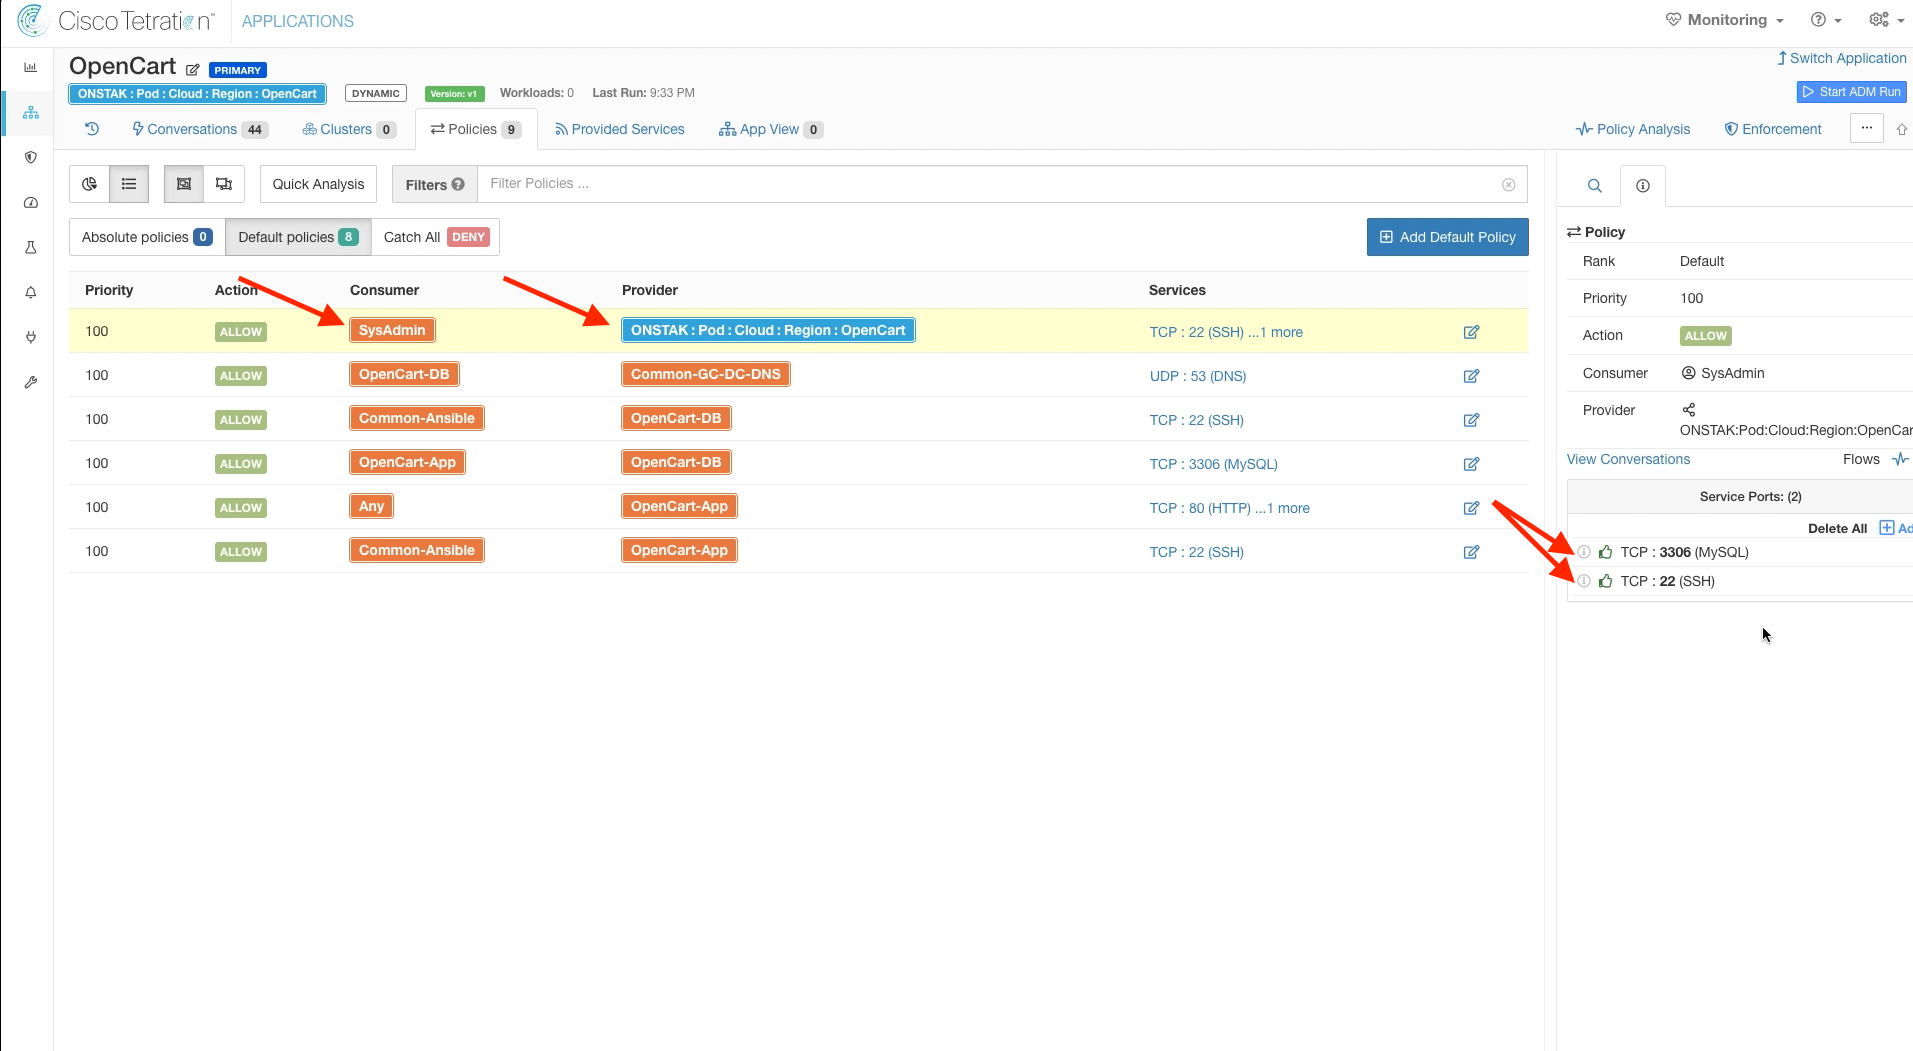 Cisco Tetration™ APPLICATIONS Monitoring
OpenCart PRIMARY
Switch Application
ONSTAK : Pod : Cloud : Region : OpenCart DYNAMIC Version: v1 Workloads: 0 Last Run: 9:33 PM
Start ADM Run
Conversations 44 Clusters 0 Policies 9 Provided Services App View 0 Policy Analysis Enforcement ...
Quick Analysis Filters ? Filter Policies ...
Absolute policies 0 Default policies 8 Catch All DENY Add Default Policy
Priority Action Consumer Provider Services
100 ALLOW SysAdmin ONSTAK : Pod : Cloud : Region : OpenCart TCP : 22 (SSH) ...1 more
100 ALLOW OpenCart-DB Common-GC-DC-DNS UDP : 53 (DNS)
100 ALLOW Common-Ansible OpenCart-DB TCP : 22 (SSH)
100 ALLOW OpenCart-App OpenCart-DB TCP : 3306 (MySQL)
100 ALLOW Any OpenCart-App TCP : 80 (HTTP) ...1 more
100 ALLOW Common-Ansible OpenCart-App TCP : 22 (SSH)
Policy
Rank Default
Priority 100
Action ALLOW
Consumer SysAdmin
Provider
ONSTAK:Pod:Cloud:Region:OpenCar
View Conversations Flows
Service Ports: (2)
Delete All Ad
TCP : 3306 (MySQL)
TCP : 22 (SSH)